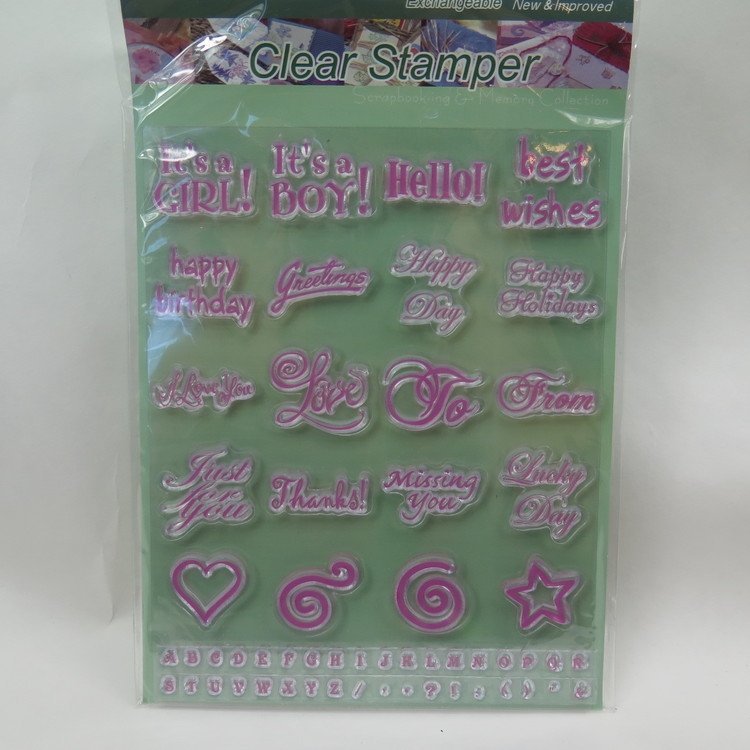 Exchangeable New & Improved
Clear Stamper
Scrapbooking & Memory Collection
It's a
GIRL!
It's a
BOY!
Hello!
best
wishes
happy
birthday
Greetings
Happy
Day
Happy
Holidays
I Love You
Love
To
From
Just
for
You
Thanks!
Missing
You
Lucky
Day
A B C D E F G H I J K L M N O P Q R
S T U V W X Y Z / ? ! ( ) &